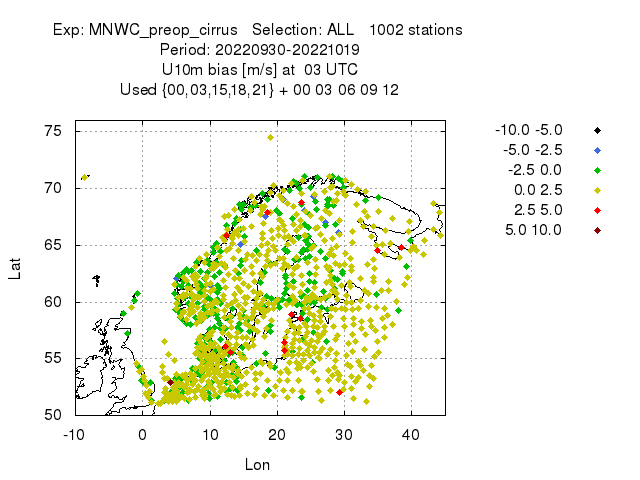 Exp: MNWC_preop_cirrus   Selection: ALL   1002 stations
Period: 20220930-20221019
U10m bias [m/s] at  03 UTC
Used {00,03,15,18,21} + 00 03 06 09 12
-10.0 -5.0
-5.0 -2.5
-2.5 0.0
0.0 2.5
2.5 5.0
5.0 10.0
75
70
65
60
55
50
Lat
-10 0 10 20 30 40
Lon